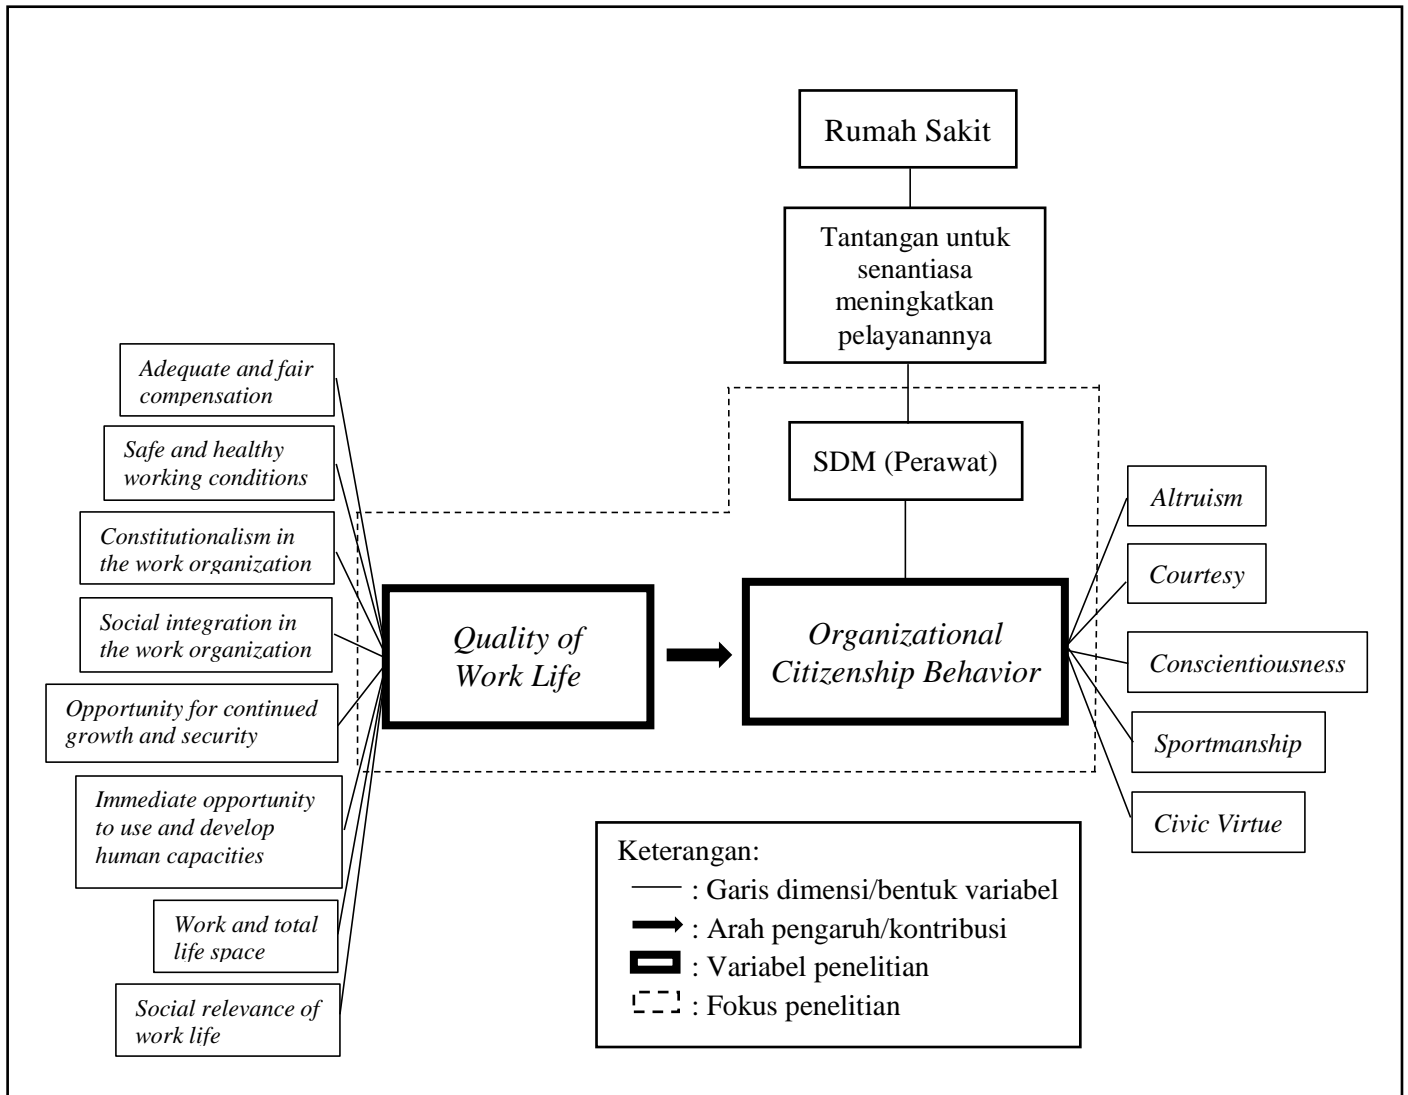 Rumah Sakit
Tantangan untuk
senantiasa
meningkatkan
pelayanannya
SDM (Perawat)
Adequate and fair
compensation
Safe and healthy
working conditions
Constitutionalism in
the work organization
Social integration in
the work organization
Opportunity for continued
growth and security
Immediate opportunity
to use and develop
human capacities
Work and total
life space
Social relevance of
work life
Quality of
Work Life
Organizational
Citizenship Behavior
Altruism
Courtesy
Conscientiousness
Sportmanship
Civic Virtue
Keterangan:
: Garis dimensi/bentuk variabel
: Arah pengaruh/kontribusi
: Variabel penelitian
: Fokus penelitian